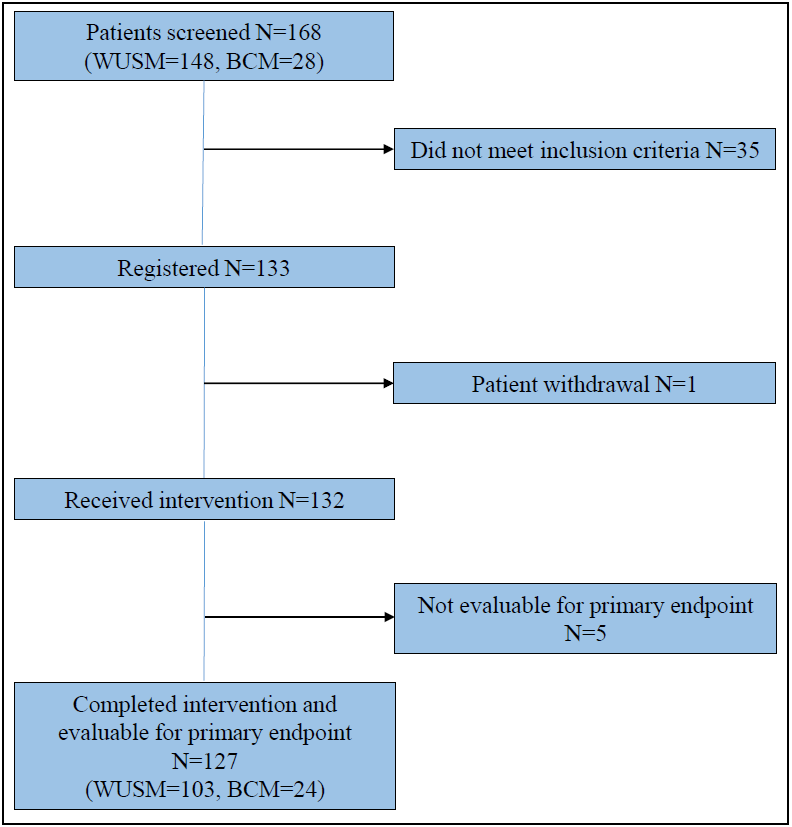 Patients screened N=168
(WUSM=148, BCM=28)
Did not meet inclusion criteria N=35
Registered N=133
Patient withdrawal N=1
Received intervention N=132
Not evaluable for primary endpoint
N=5
Completed intervention and
evaluable for primary endpoint
N=127
(WUSM=103, BCM=24)